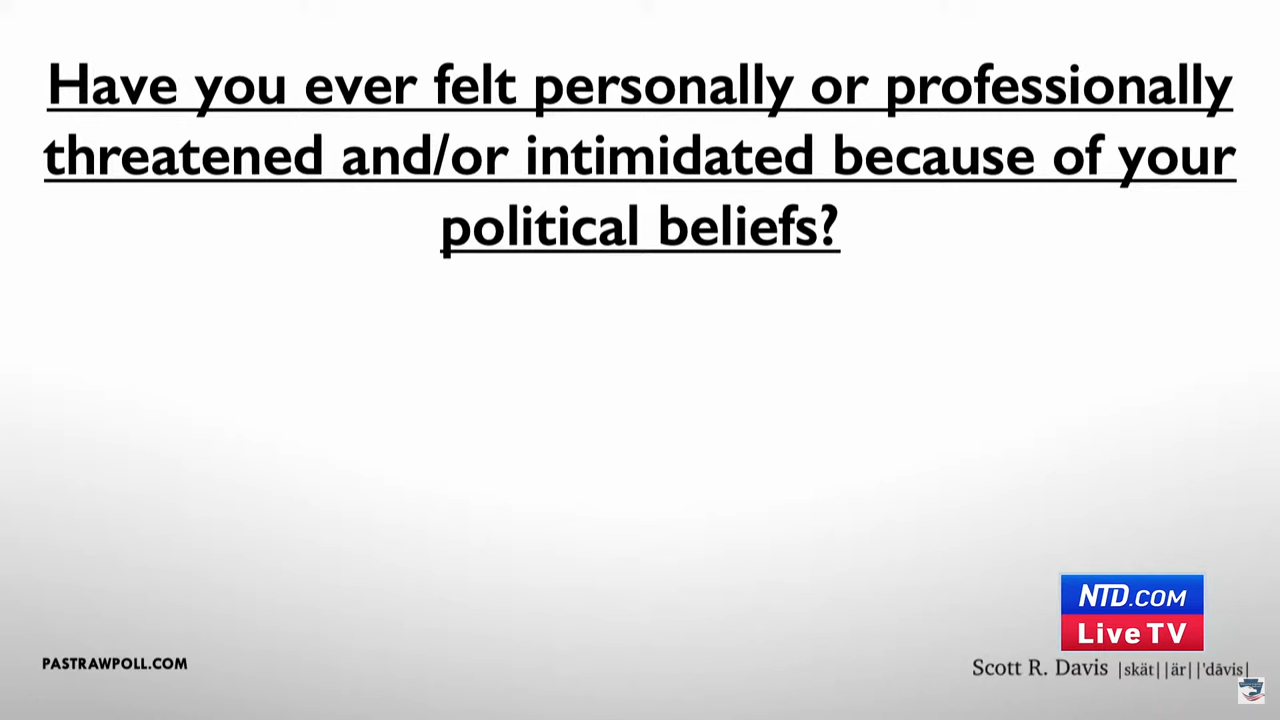 Have you ever felt personally or professionally
threatened and/or intimidated because of your
political beliefs?
NTD.COM
Live TV
PASTRAWPOLL.COM
Scott R. Davis |skät||är||'dāvis|